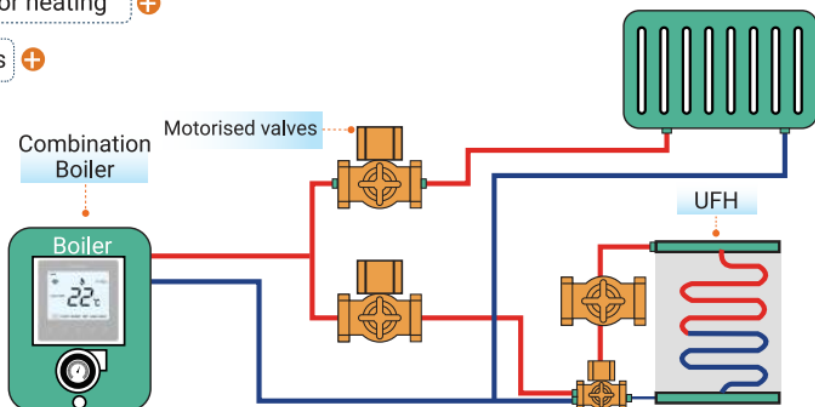 or heating
s
Motorised valves
Combination
Boiler
UFH
Boiler
22